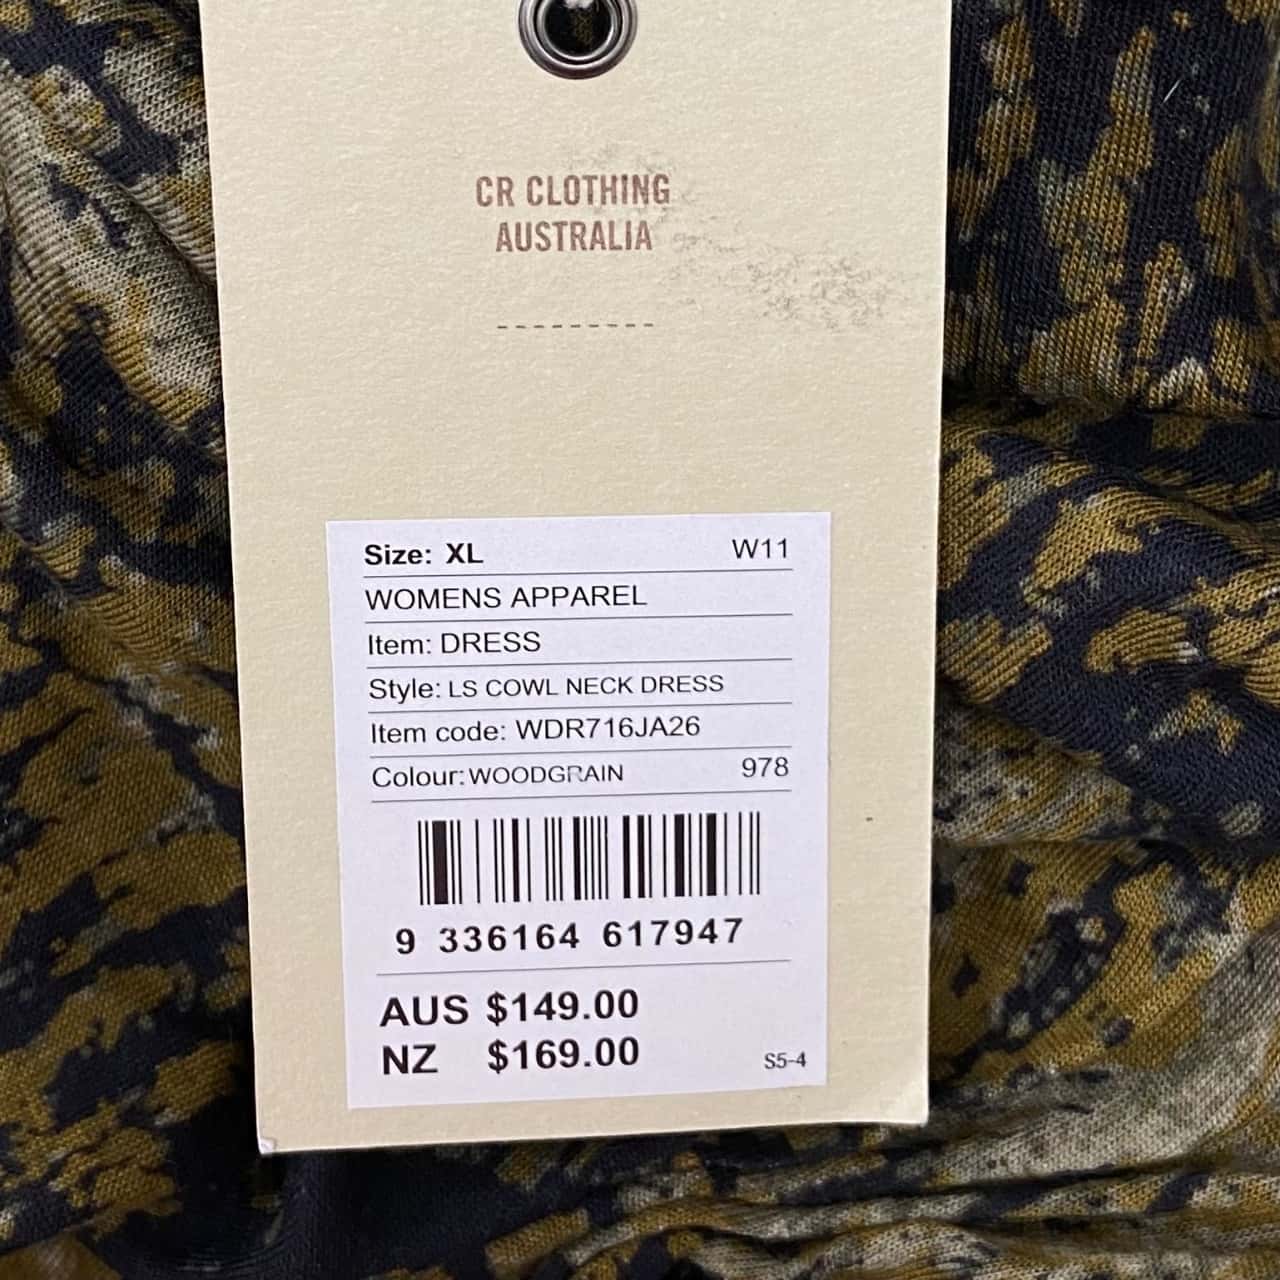 CR CLOTHING
AUSTRALIA
Size: XL W11
WOMENS APPAREL
Item: DRESS
Style: LS COWL NECK DRESS
Item code: WDR716JA26
Colour: WOODGRAIN 978
9 336164 617947
AUS $149.00
NZ $169.00 S5-4